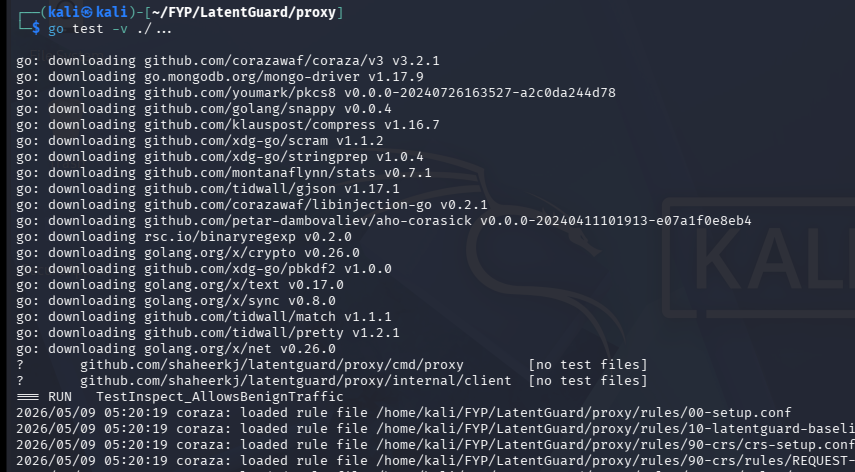 ┌──(kali㉿kali)-[~/FYP/LatentGuard/proxy]
└─$ go test -v ./...
go: downloading github.com/corazawaf/coraza/v3 v3.2.1
go: downloading go.mongodb.org/mongo-driver v1.17.9
go: downloading github.com/youmark/pkcs8 v0.0.0-20240726163527-a2c0da244d78
go: downloading github.com/golang/snappy v0.0.4
go: downloading github.com/klauspost/compress v1.16.7
go: downloading github.com/xdg-go/scram v1.1.2
go: downloading github.com/xdg-go/stringprep v1.0.4
go: downloading github.com/montanaflynn/stats v0.7.1
go: downloading github.com/tidwall/gjson v1.17.1
go: downloading github.com/corazawaf/libinjection-go v0.2.1
go: downloading github.com/petar-dambovaliev/aho-corasick v0.0.0-20240411101913-e07a1f0e8eb4
go: downloading rsc.io/binaryregexp v0.2.0
go: downloading golang.org/x/crypto v0.26.0
go: downloading github.com/xdg-go/pbkdf2 v1.0.0
go: downloading golang.org/x/text v0.17.0
go: downloading golang.org/x/sync v0.8.0
go: downloading github.com/tidwall/match v1.1.1
go: downloading github.com/tidwall/pretty v1.2.1
go: downloading golang.org/x/net v0.26.0
? github.com/shaheerkj/latentguard/proxy/cmd/proxy [no test files]
? github.com/shaheerkj/latentguard/proxy/internal/client [no test files]
=== RUN TestInspect_AllowsBenignTraffic
2026/05/09 05:20:19 coraza: loaded rule file /home/kali/FYP/LatentGuard/proxy/rules/00-setup.conf
2026/05/09 05:20:19 coraza: loaded rule file /home/kali/FYP/LatentGuard/proxy/rules/10-latentguard-baseli
2026/05/09 05:20:19 coraza: loaded rule file /home/kali/FYP/LatentGuard/proxy/rules/90-crs/crs-setup.conf
2026/05/09 05:20:19 coraza: loaded rule file /home/kali/FYP/LatentGuard/proxy/rules/90-crs/rules/REQUEST-
KALI